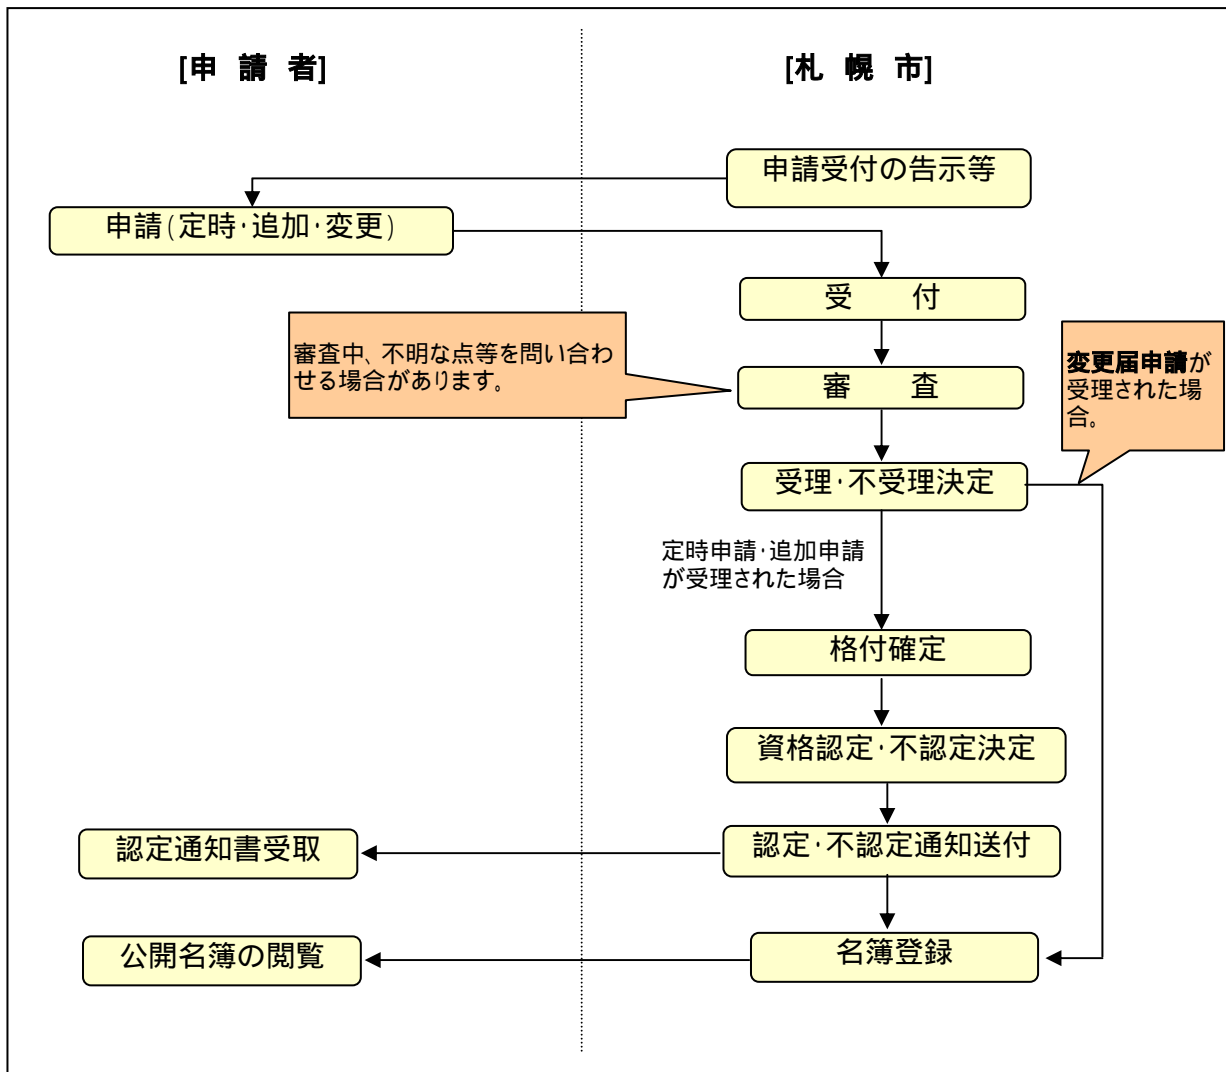 [申 請 者]
[札 幌 市]
申請受付の告示等
申請(定時･追加･変更)
受　　付
審査中、不明な点等を問い合わ
せる場合があります。
審　　査
変更届申請が
受理された場
合。
受理･不受理決定
定時申請･追加申請
が受理された場合
格付確定
資格認定･不認定決定
認定･不認定通知送付
認定通知書受取
名簿登録
公開名簿の閲覧